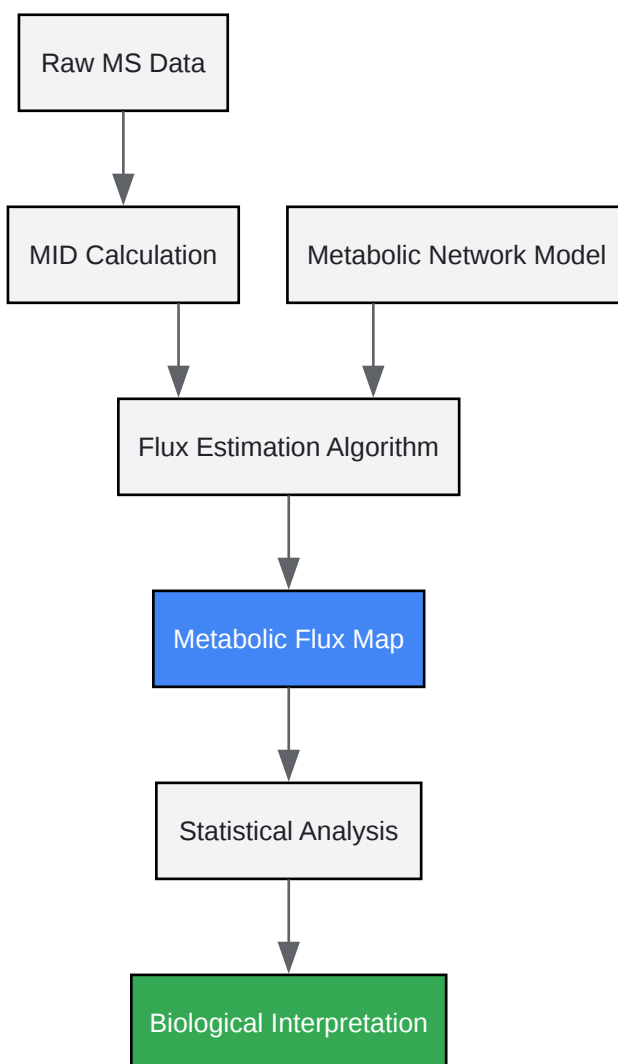 Raw MS Data
MID Calculation
Metabolic Network Model
Flux Estimation Algorithm
Metabolic Flux Map
Statistical Analysis
Biological Interpretation